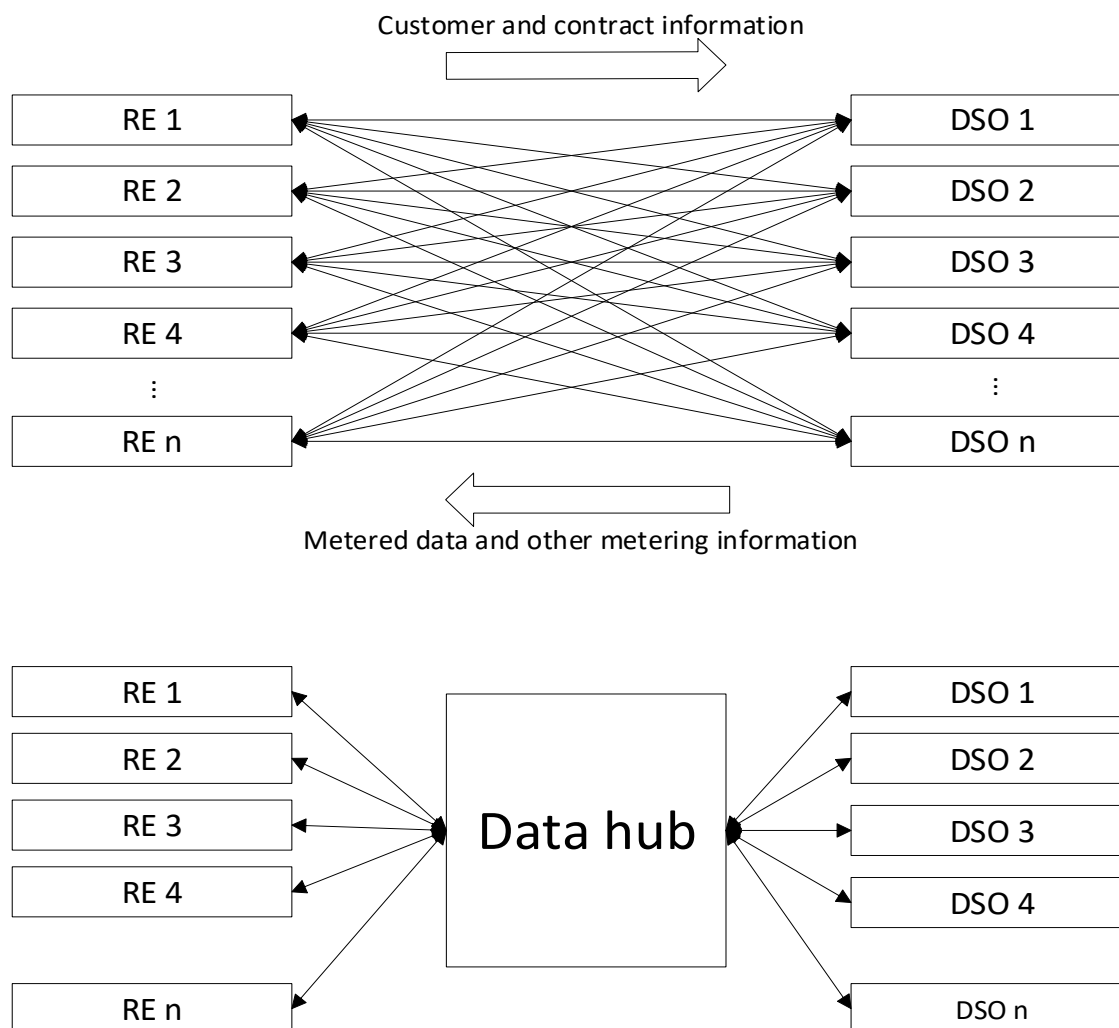 Customer and contract information
RE 1
DSO 1
RE 2
DSO 2
RE 3
DSO 3
RE 4
DSO 4
...
...
RE n
DSO n
Metered data and other metering information
RE 1
DSO 1
RE 2
DSO 2
RE 3
Data hub
DSO 3
RE 4
DSO 4
RE n
DSO n